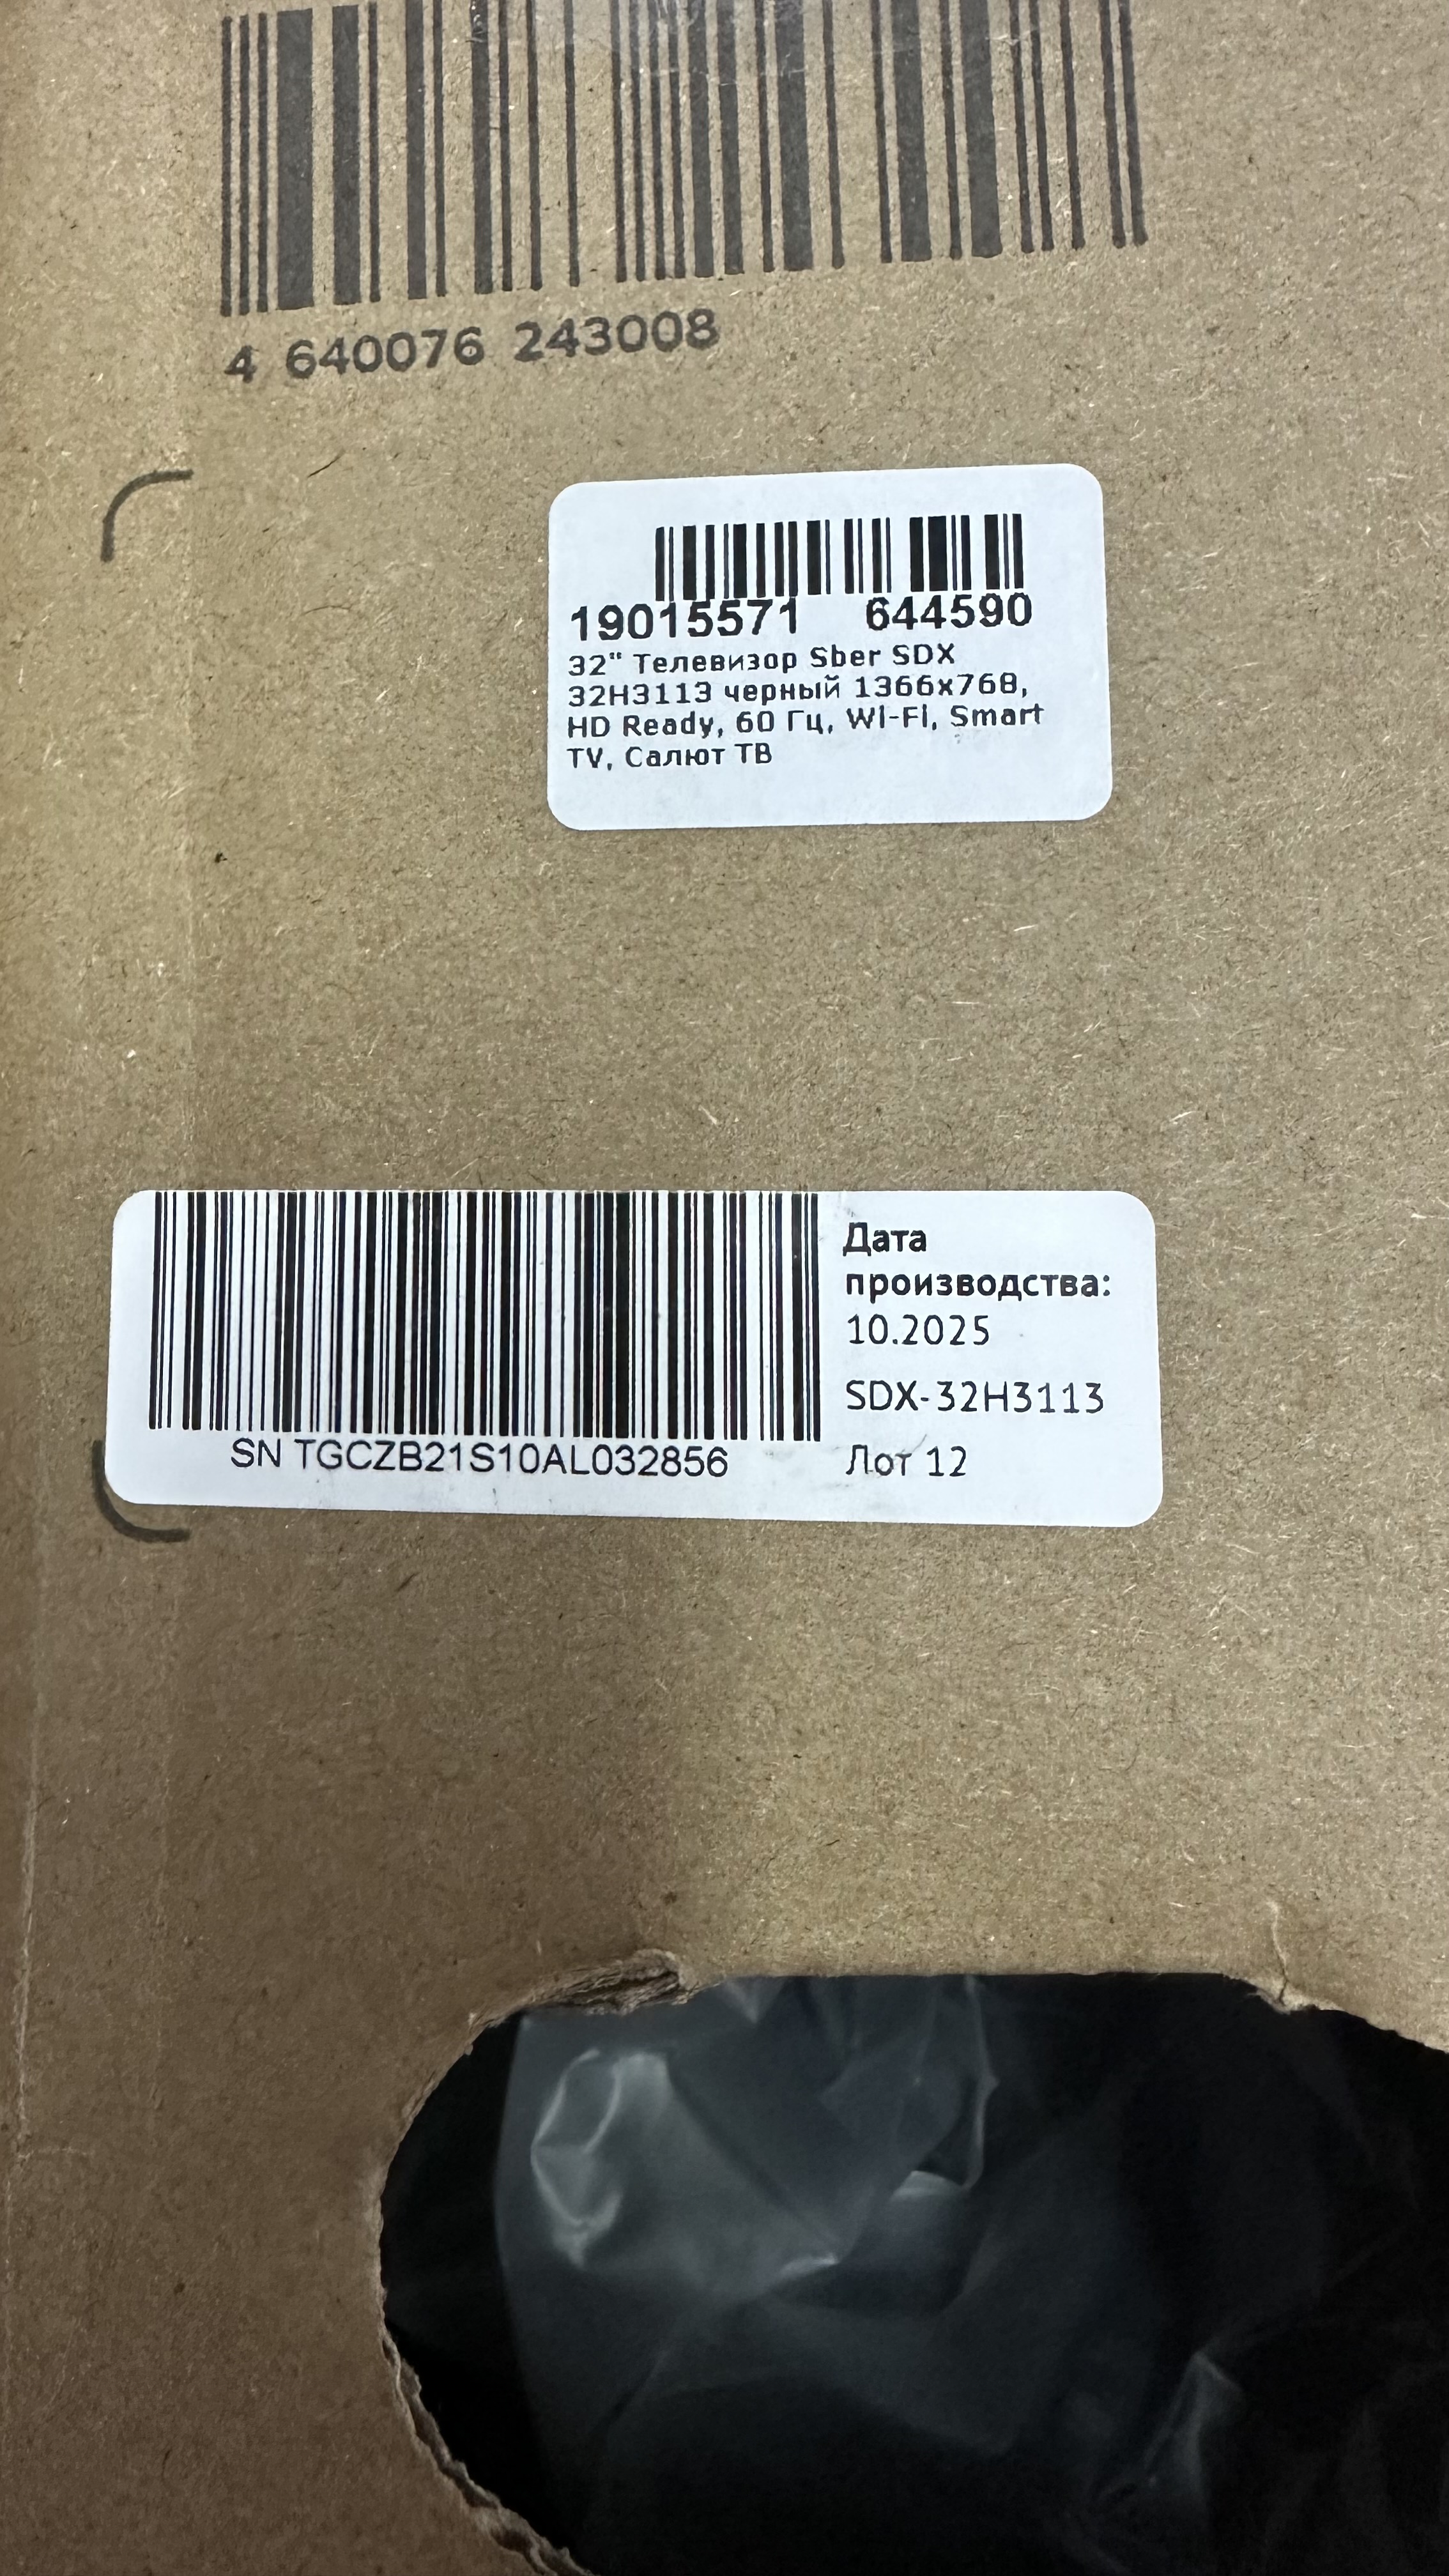 4 640076 243008
19015571 644590
32" Телевизор Sber SDX
32H3113 черный 1366x768,
HD Ready, 60 Гц, Wi-Fi, Smart
TV, Салют ТВ
Дата
производства:
10.2025
SDX-32H3113
Лот 12
SN TGCZB21S10AL032856